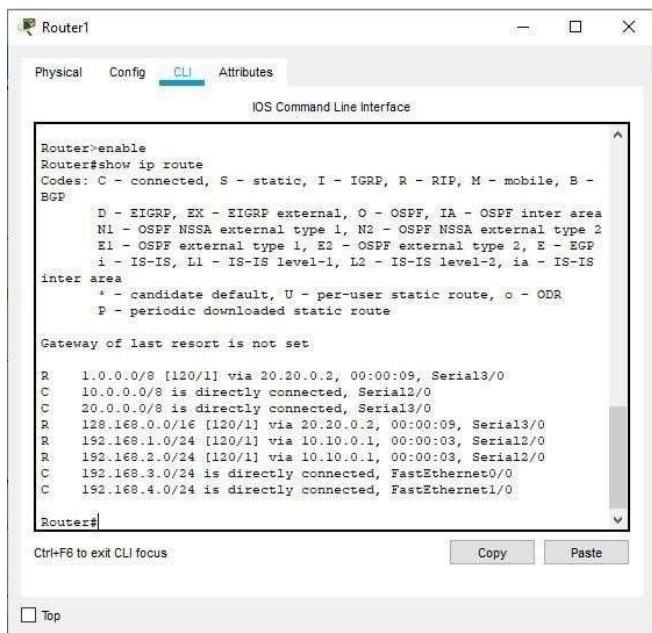 Router1
Physical Config CLI Attributes
IOS Command Line Interface
Router>enable
Router#show ip route
Codes: C - connected, S - static, I - IGRP, R - RIP, M - mobile, B -
BGP
D - EIGRP, EX - EIGRP external, O - OSPF, IA - OSPF inter area
N1 - OSPF NSSA external type 1, N2 - OSPF NSSA external type 2
E1 - OSPF external type 1, E2 - OSPF external type 2, E - EGP
i - IS-IS, L1 - IS-IS level-1, L2 - IS-IS level-2, ia - IS-IS
inter area
* - candidate default, U - per-user static route, o - ODR
P - periodic downloaded static route
Gateway of last resort is not set
R 1.0.0.0/8 [120/1] via 20.20.0.2, 00:00:09, Serial3/0
C 10.0.0.0/8 is directly connected, Serial2/0
C 20.0.0.0/8 is directly connected, Serial3/0
R 128.168.0.0/16 [120/1] via 20.20.0.2, 00:00:09, Serial3/0
R 192.168.1.0/24 [120/1] via 10.10.0.1, 00:00:03, Serial2/0
R 192.168.2.0/24 [120/1] via 10.10.0.1, 00:00:03, Serial2/0
C 192.168.3.0/24 is directly connected, FastEthernet0/0
C 192.168.4.0/24 is directly connected, FastEthernet1/0
Router#
Ctrl+F6 to exit CLI focus
Copy Paste
Top